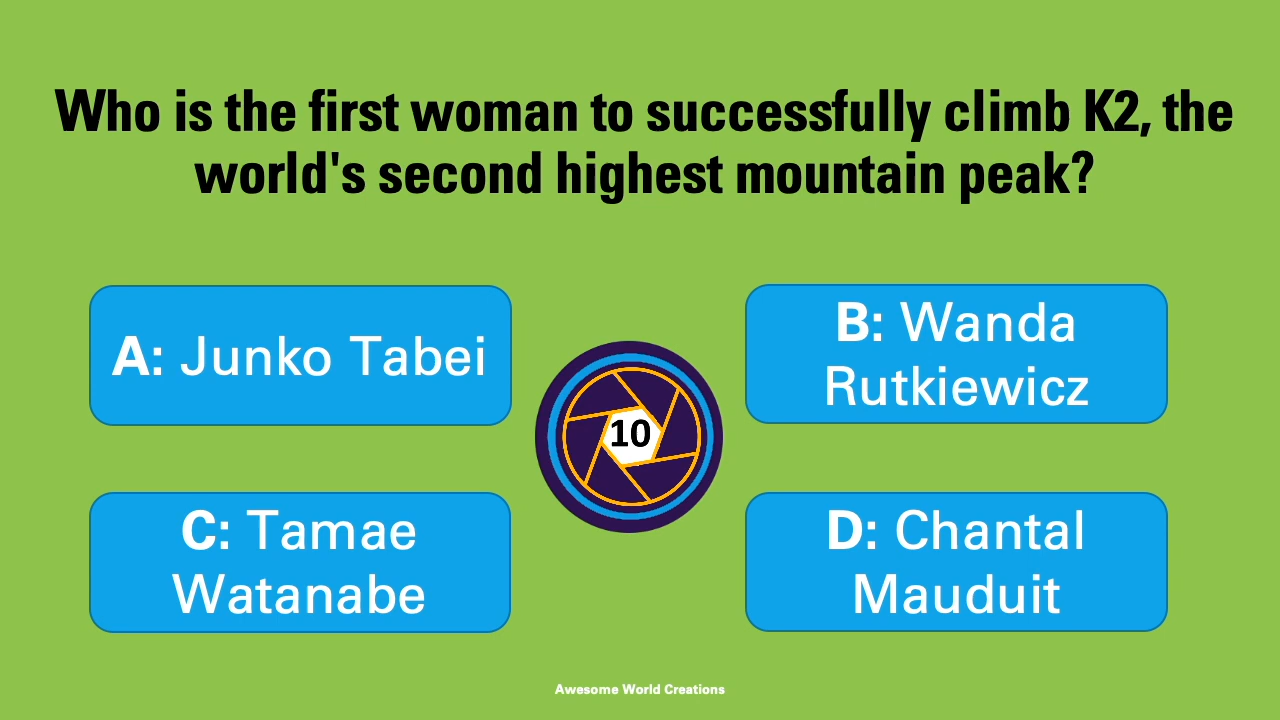 Who is the first woman to successfully climb K2, the
world's second highest mountain peak?
A: Junko Tabei
B: Wanda
Rutkiewicz
10
C: Tamae
Watanabe
D: Chantal
Mauduit
Awesome World Creations